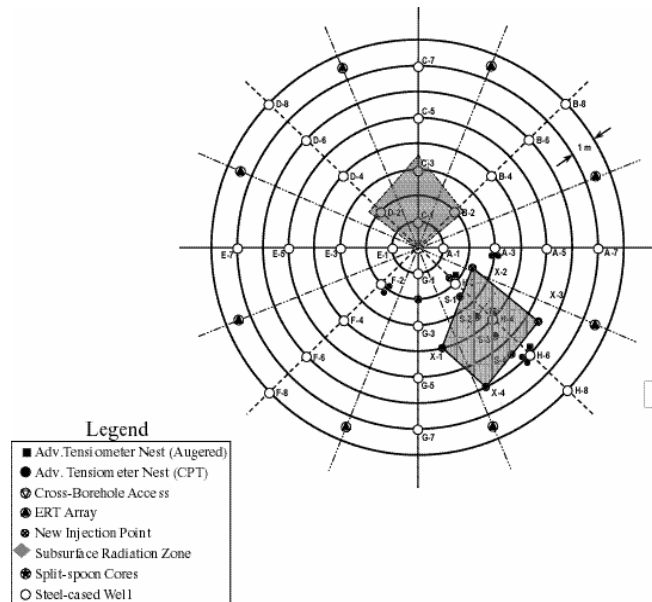 C-7
D-8
B-8
C-5
D-6
B-6
1 m
C-3
D-4
B-4
D-2
C-1
B-2
E-7
E-5
E-3
E-1
A-1
A-3
A-5
A-7
X-2
F-2
G-1
S-1
X-3
S-2
H-4
F-4
G-3
S-3
X-1
F-6
H-6
G-5
X-4
F-8
H-8
G-7
Legend
Adv.Tensiometer Nest (Augered)
Adv. Tensiometer Nest (CPT)
Cross-Borehole Access
ERT Array
New Injection Point
Subsurface Radiation Zone
Split-spoon Cores
Steel-cased Well